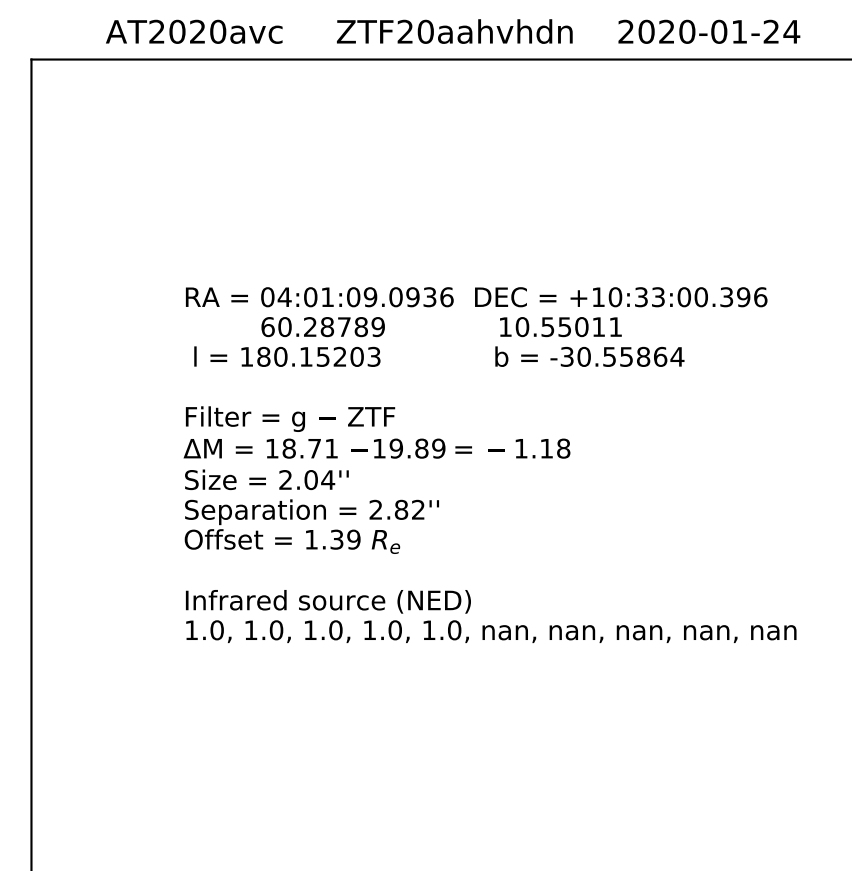 AT2020avc ZTF20aahvhdn 2020-01-24
RA = 04:01:09.0936 DEC = +10:33:00.396
60.28789 10.55011
l = 180.15203 b = -30.55864
Filter = g − ZTF
ΔM = 18.71 −19.89 = − 1.18
Size = 2.04''
Separation = 2.82''
Offset = 1.39 Re
Infrared source (NED)
1.0, 1.0, 1.0, 1.0, 1.0, nan, nan, nan, nan, nan